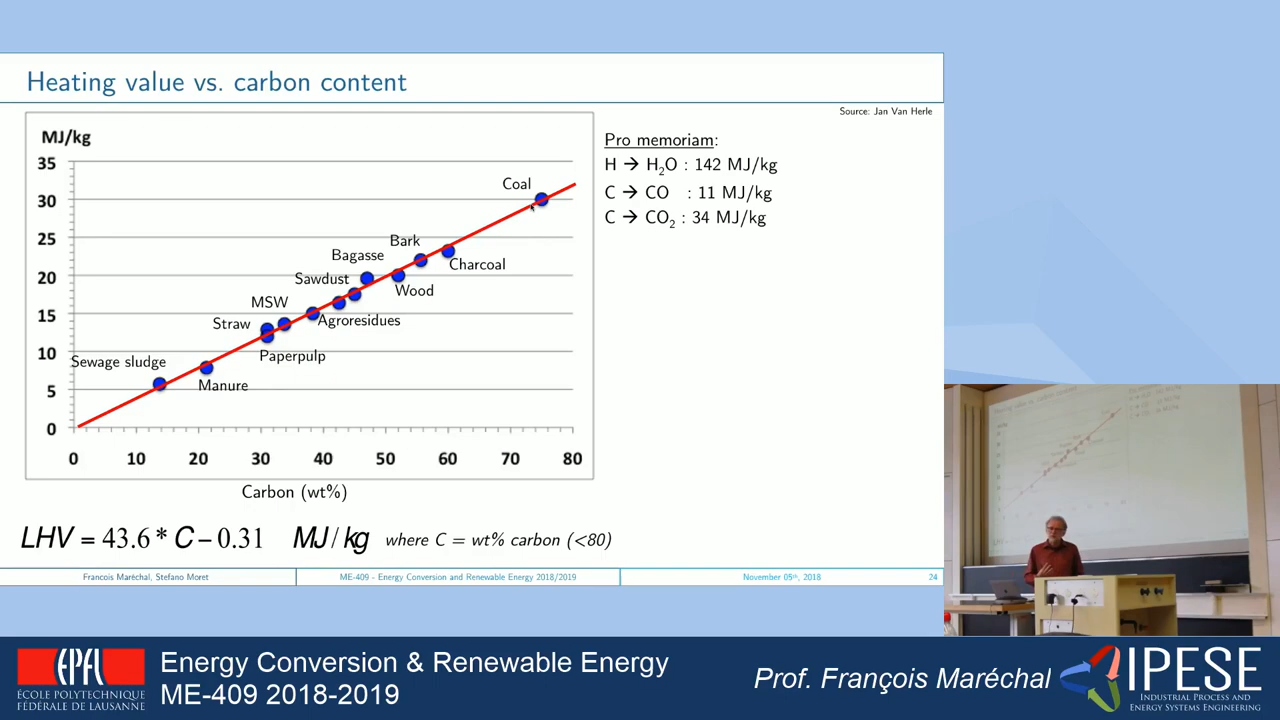 Heating value vs. carbon content
Source: Jan Van Herle
MJ/kg
35
30
25
20
15
10
5
0
0 10 20 30 40 50 60 70 80
Coal
Bark
Bagasse
Charcoal
Sawdust
Wood
MSW
Straw
Agroresidues
Paperpulp
Sewage sludge
Manure
Carbon (wt%)
Pro memoriam:
H → H₂O : 142 MJ/kg
C → CO : 11 MJ/kg
C → CO₂ : 34 MJ/kg
LHV = 43.6 * C – 0.31 MJ/kg where C = wt% carbon (<80)
Francois Maréchal, Stefano Moret ME-409 - Energy Conversion and Renewable Energy 2018/2019 November 05th, 2018 24
EPFL
ÉCOLE POLYTECHNIQUE
FÉDÉRALE DE LAUSANNE
Energy Conversion & Renewable Energy
ME-409 2018-2019
Prof. François Maréchal
IPESE
INDUSTRIAL PROCESS AND
ENERGY SYSTEMS ENGINEERING